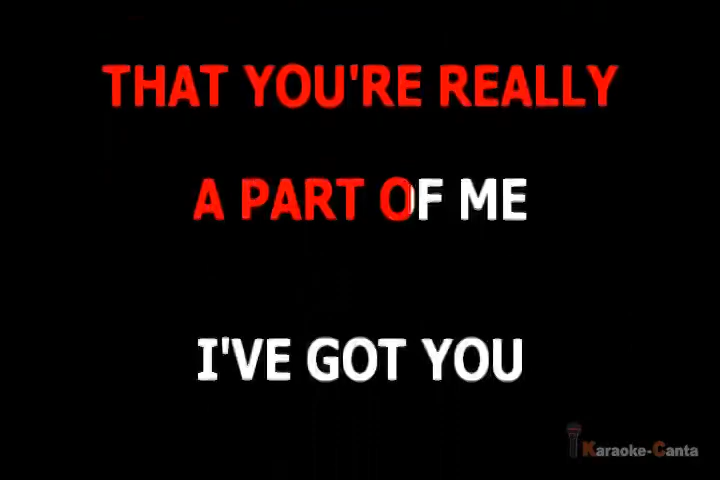 THAT YOU'RE REALLY
A PART OF ME
I'VE GOT YOU
Karaoke-Canta